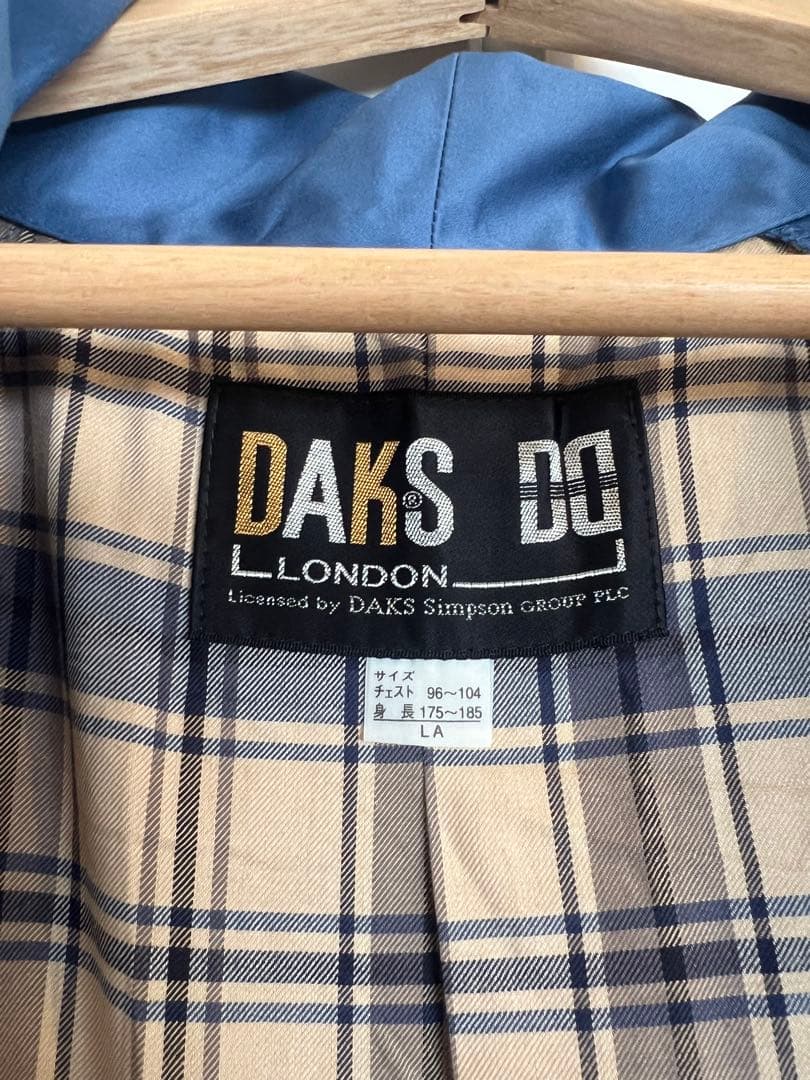 DAKS® DD
LONDON
Licensed by DAKS Simpson GROUP PLC
サイズ
チェスト 96〜104
身長 175〜185
LA